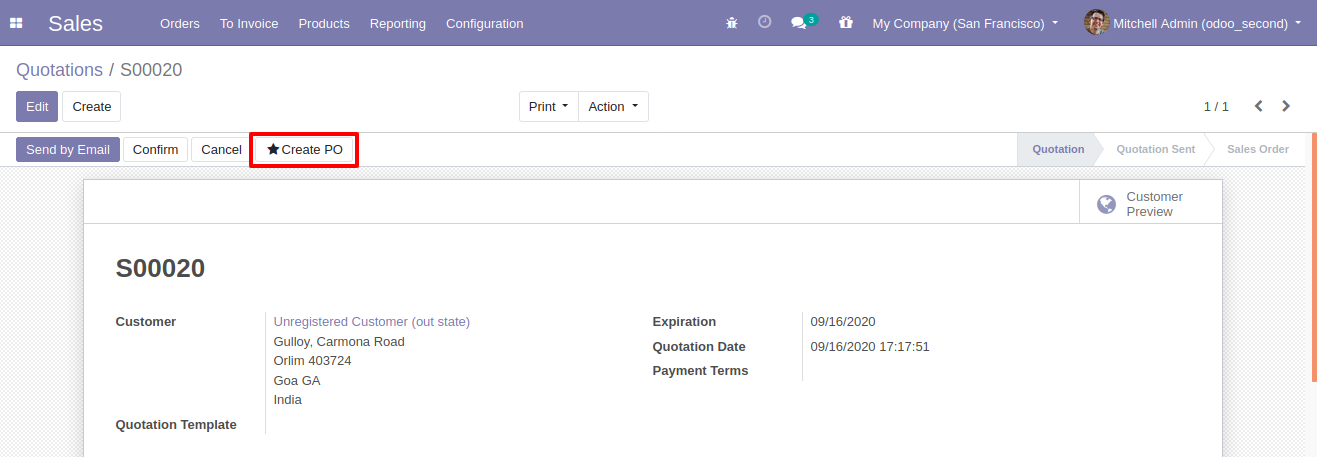 Sales Orders To Invoice Products Reporting Configuration 3 My Company (San Francisco) Mitchell Admin (odoo_second)
Quotations / S00020
Edit Create Print Action 1 / 1
Send by Email Confirm Cancel Create PO Quotation Quotation Sent Sales Order
Customer
Preview
S00020
Customer Unregistered Customer (out state) Expiration 09/16/2020
Gulloy, Carmona Road Quotation Date 09/16/2020 17:17:51
Orlim 403724 Payment Terms
Goa GA
India
Quotation Template